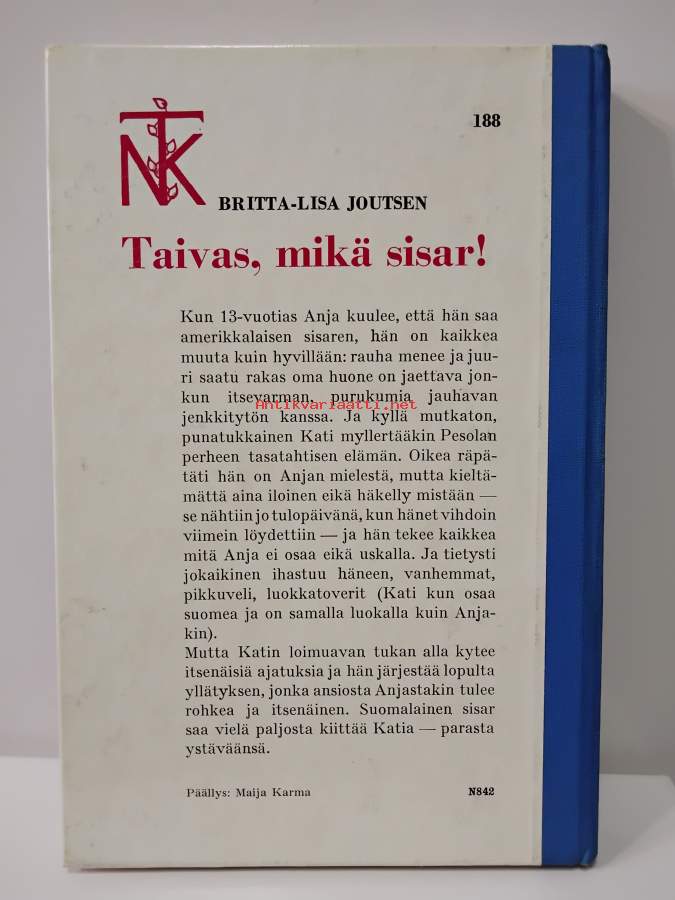 NTK
188
BRITTA-LISA JOUTSEN
Taivas, mikä sisar!
Kun 13-vuotias Anja kuulee, että hän saa
amerikkalaisen sisaren, hän on kaikkea
muuta kuin hyvillään: rauha menee ja juu-
ri saatu rakas oma huone on jaettava jon-
kun itsevarman, purukumia jauhavan
Antikvariaatti.net
jenkkitytön kanssa. Ja kyllä mutkaton,
punatukkainen Kati myllertääkin Pesolan
perheen tasatahtisen elämän. Oikea räpä-
täti hän on Anjan mielestä, mutta kieltä-
mättä aina iloinen eikä häkelly mistään —
se nähtiin jo tulopäivänä, kun hänet vihdoin
viimein löydettiin — ja hän tekee kaikkea
mitä Anja ei osaa eikä uskalla. Ja tietysti
jokaikinen ihastuu häneen, vanhemmat,
pikkuveli, luokkatoverit (Kati kun osaa
suomea ja on samalla luokalla kuin Anja-
kin).
Mutta Katin loimuavan tukan alla kytee
itsenäisiä ajatuksia ja hän järjestää lopulta
yllätyksen, jonka ansiosta Anjastakin tulee
rohkea ja itsenäinen. Suomalainen sisar
saa vielä paljosta kiittää Katia — parasta
ystäväänsä.
Päällys: Maija Karma
N842